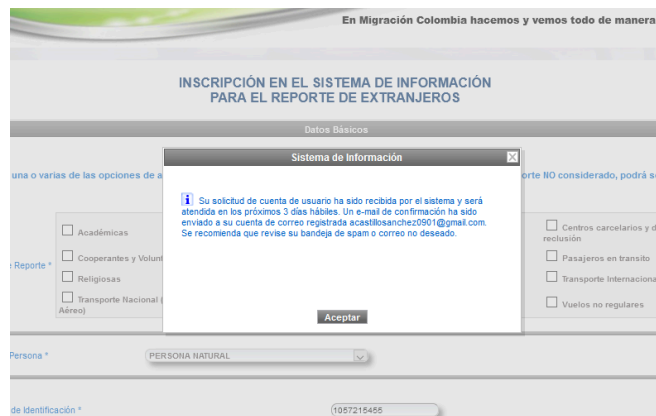 En Migración Colombia hacemos y vemos todo de manera
INSCRIPCIÓN EN EL SISTEMA DE INFORMACIÓN
PARA EL REPORTE DE EXTRANJEROS
Datos Básicos
Sistema de Información
una o varias de las opciones de a
orte NO considerado, podrá s
Su solicitud de cuenta de usuario ha sido recibida por el sistema y será
atendida en los próximos 3 días hábiles. Un e-mail de confirmación ha sido
enviado a su cuenta de correo registrada acastillosanchez0901@gmail.com.
Se recomienda que revise su bandeja de spam o correo no deseado.
Aceptar
e Reporte *
Académicas
Cooperantes y Volunt
Religiosas
Transporte Nacional (
Aéreo)
Centros carcelarios y d
reclusión
Pasajeros en transito
Transporte Internaciona
Vuelos no regulares
Persona *
PERSONA NATURAL
de Identificación *
1057215455